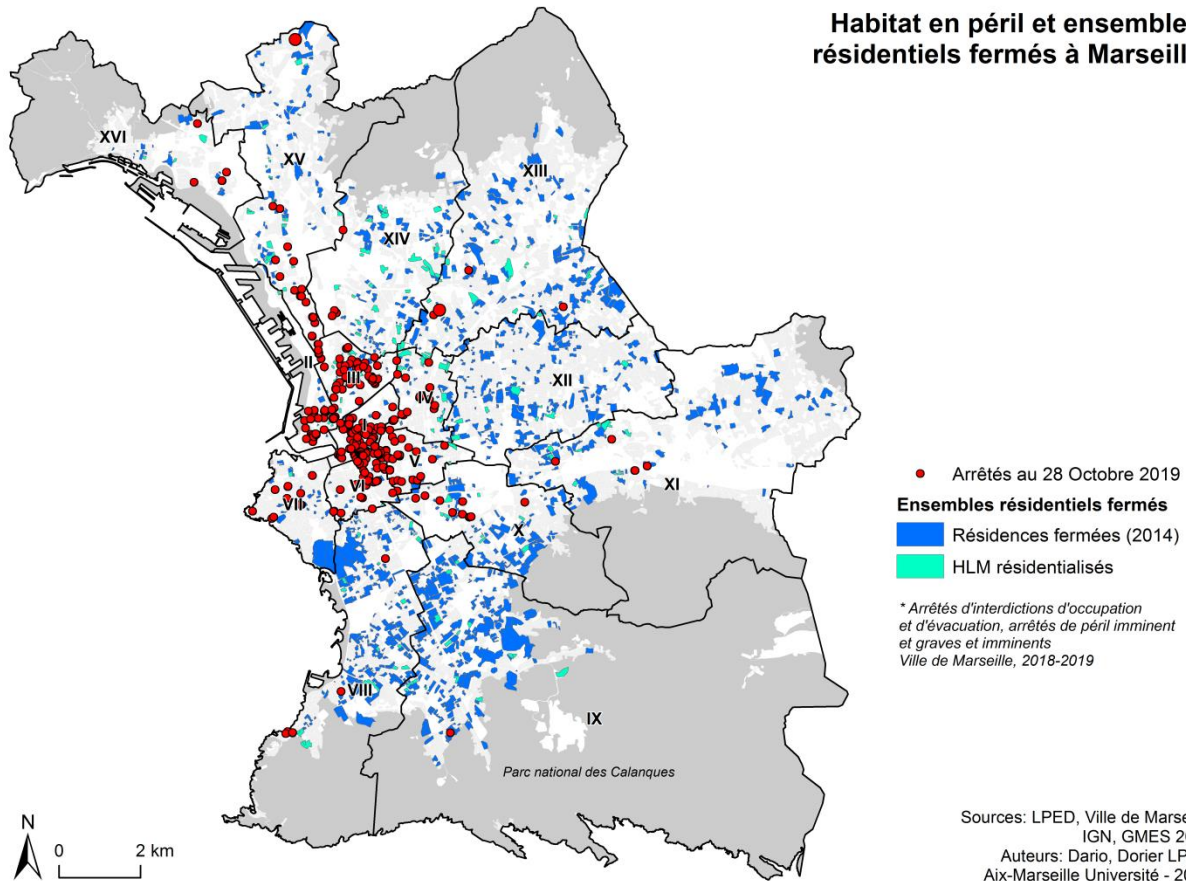 Habitat en péril et ensemble
résidentiels fermés à Marseill
XVI
XV
XIII
XIV
II
III
XII
IV
I
V
VI
XI
VII
X
VIII
IX
Parc national des Calanques
Arrêtés au 28 Octobre 2019
Ensembles résidentiels fermés
Résidences fermées (2014)
HLM résidentialisés
* Arrêtés d'interdictions d'occupation
et d'évacuation, arrêtés de péril imminent
et graves et imminents
Ville de Marseille, 2018-2019
N
0 2 km
Sources: LPED, Ville de Marse
IGN, GMES 20
Auteurs: Dario, Dorier LP
Aix-Marseille Université - 20